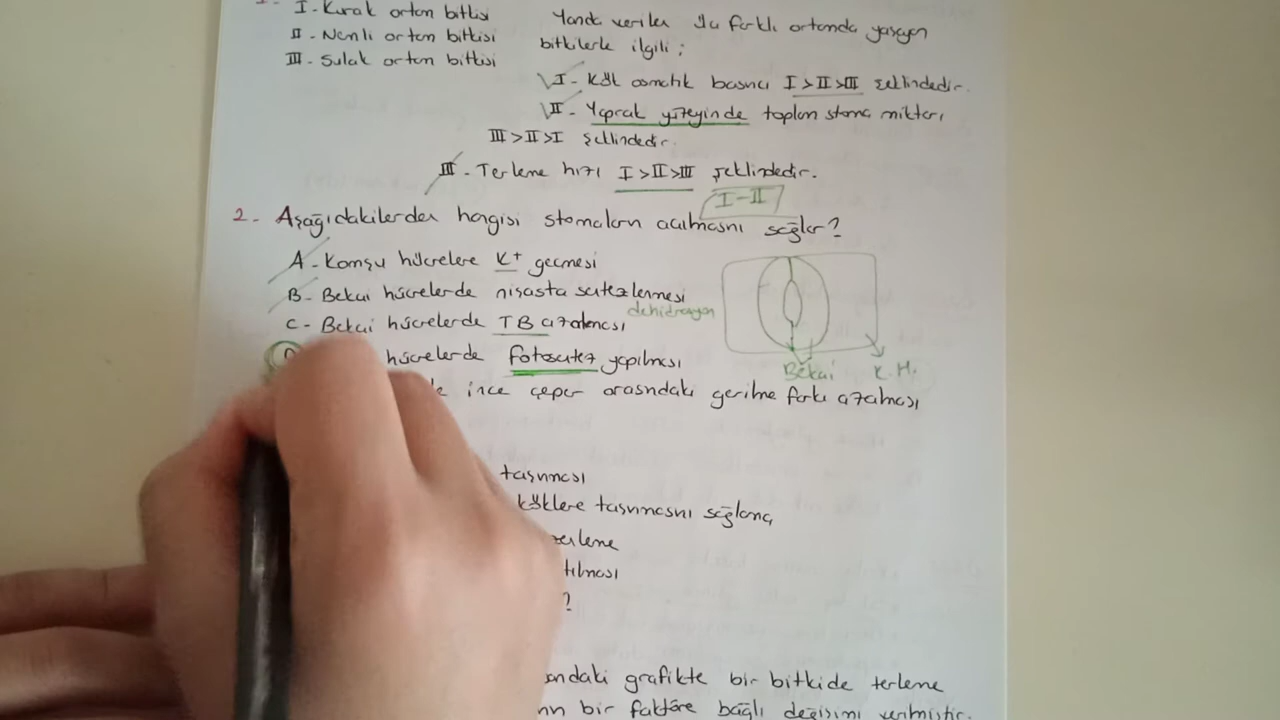 I - Kurak ortam bitkisi
II - Nemli ortam bitkisi
III - Sulak ortam bitkisi
Yanda verilen üç farklı ortamda yaşayan
bitkilerle ilgili ;
I - Kök osmotik basıncı I > II > III şeklindedir.
II - Yaprak yüzeyinde toplam stoma miktarı
III > II > I şeklindedir.
III - Terleme hızı I > II > III şeklindedir.
I - II
2 - Aşağıdakilerden hangisi stomaların açılmasını sağlar ?
A - Komşu hücrelere K+ geçmesi
B - Bekçi hücrelerde nişasta sentezlenmesi
dehidrasyon
C - Bekçi hücrelerde TB azalması
hücrelerde fotosentez yapılması
Bekçi K.H.
ince çeper arasındaki gerilme farkı azalması
taşınması
köklere taşınmasını sağlama
terleme
?
bir bitkide terleme
bir faktöre bağlı değişimi verilmiştir.